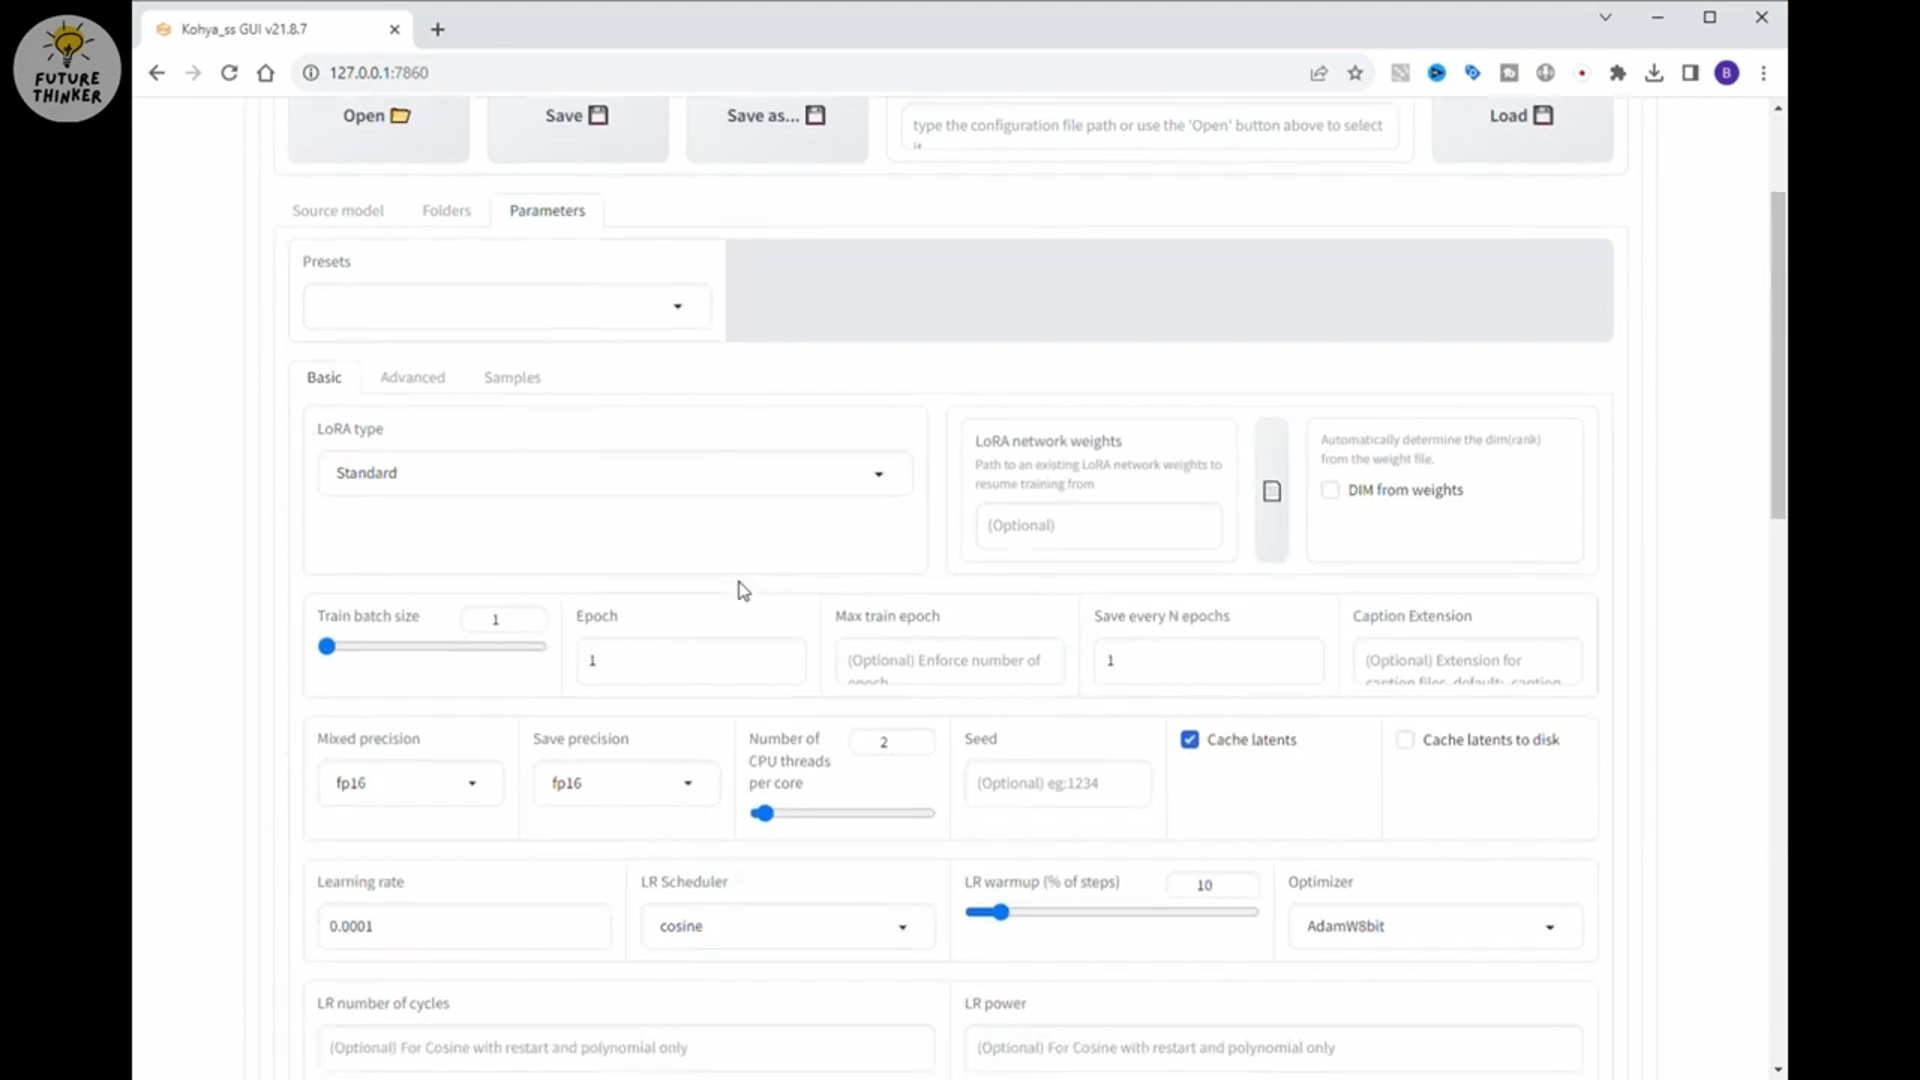 FUTURE
THINKER
Kohya_ss GUI v21.8.7
127.0.0.1:7860
B
Open
Save
Save as...
type the configuration file path or use the 'Open' button above to select
Load
Source model
Folders
Parameters
Presets
Basic
Advanced
Samples
LoRA type
Standard
LoRA network weights
Path to an existing LoRA network weights to
resume training from
(Optional)
Automatically determine the dim(rank)
from the weight file.
DIM from weights
Train batch size
1
Epoch
1
Max train epoch
(Optional) Enforce number of
epoch
Save every N epochs
1
Caption Extension
(Optional) Extension for
caption files. default: .caption
Mixed precision
fp16
Save precision
fp16
Number of
CPU threads
per core
2
Seed
(Optional) eg:1234
Cache latents
Cache latents to disk
Learning rate
0.0001
LR Scheduler
cosine
LR warmup (% of steps)
10
Optimizer
AdamW8bit
LR number of cycles
(Optional) For Cosine with restart and polynomial only
LR power
(Optional) For Cosine with restart and polynomial only